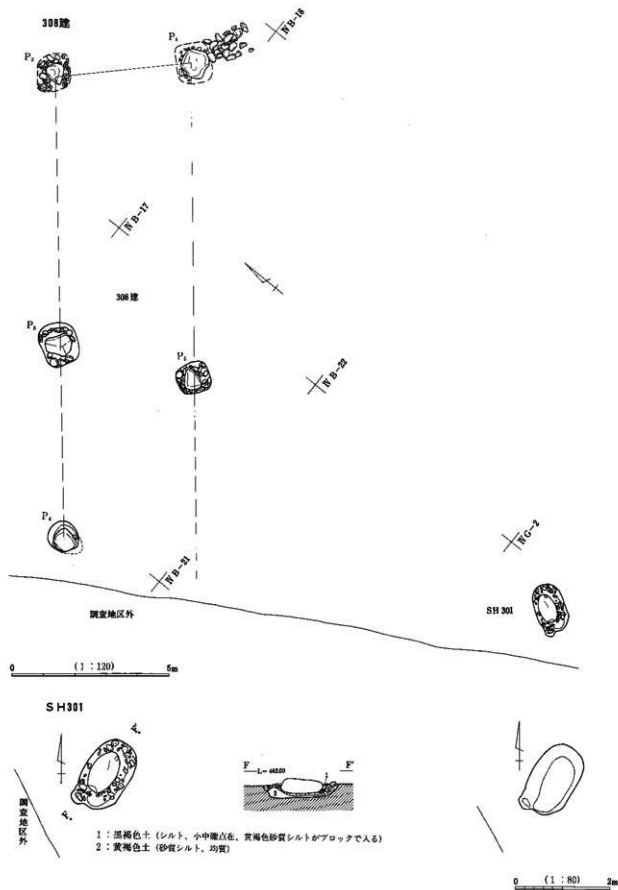 308建
P₁
NB-18
P₂
NB-17
308建
P₃
P₅
NB-22
P₄
NB-21
NG-2
調査地区外
SH301
0 (1:120) 5m
SH301
F'
F
調査地区外
F L=462.00 F'
1
2
1:黒褐色土 (シルト、小中礫点在、黄褐色砂質シルトがブロックで入る)
2:黄褐色土 (砂質シルト、均質)
0 (1:80) 2m